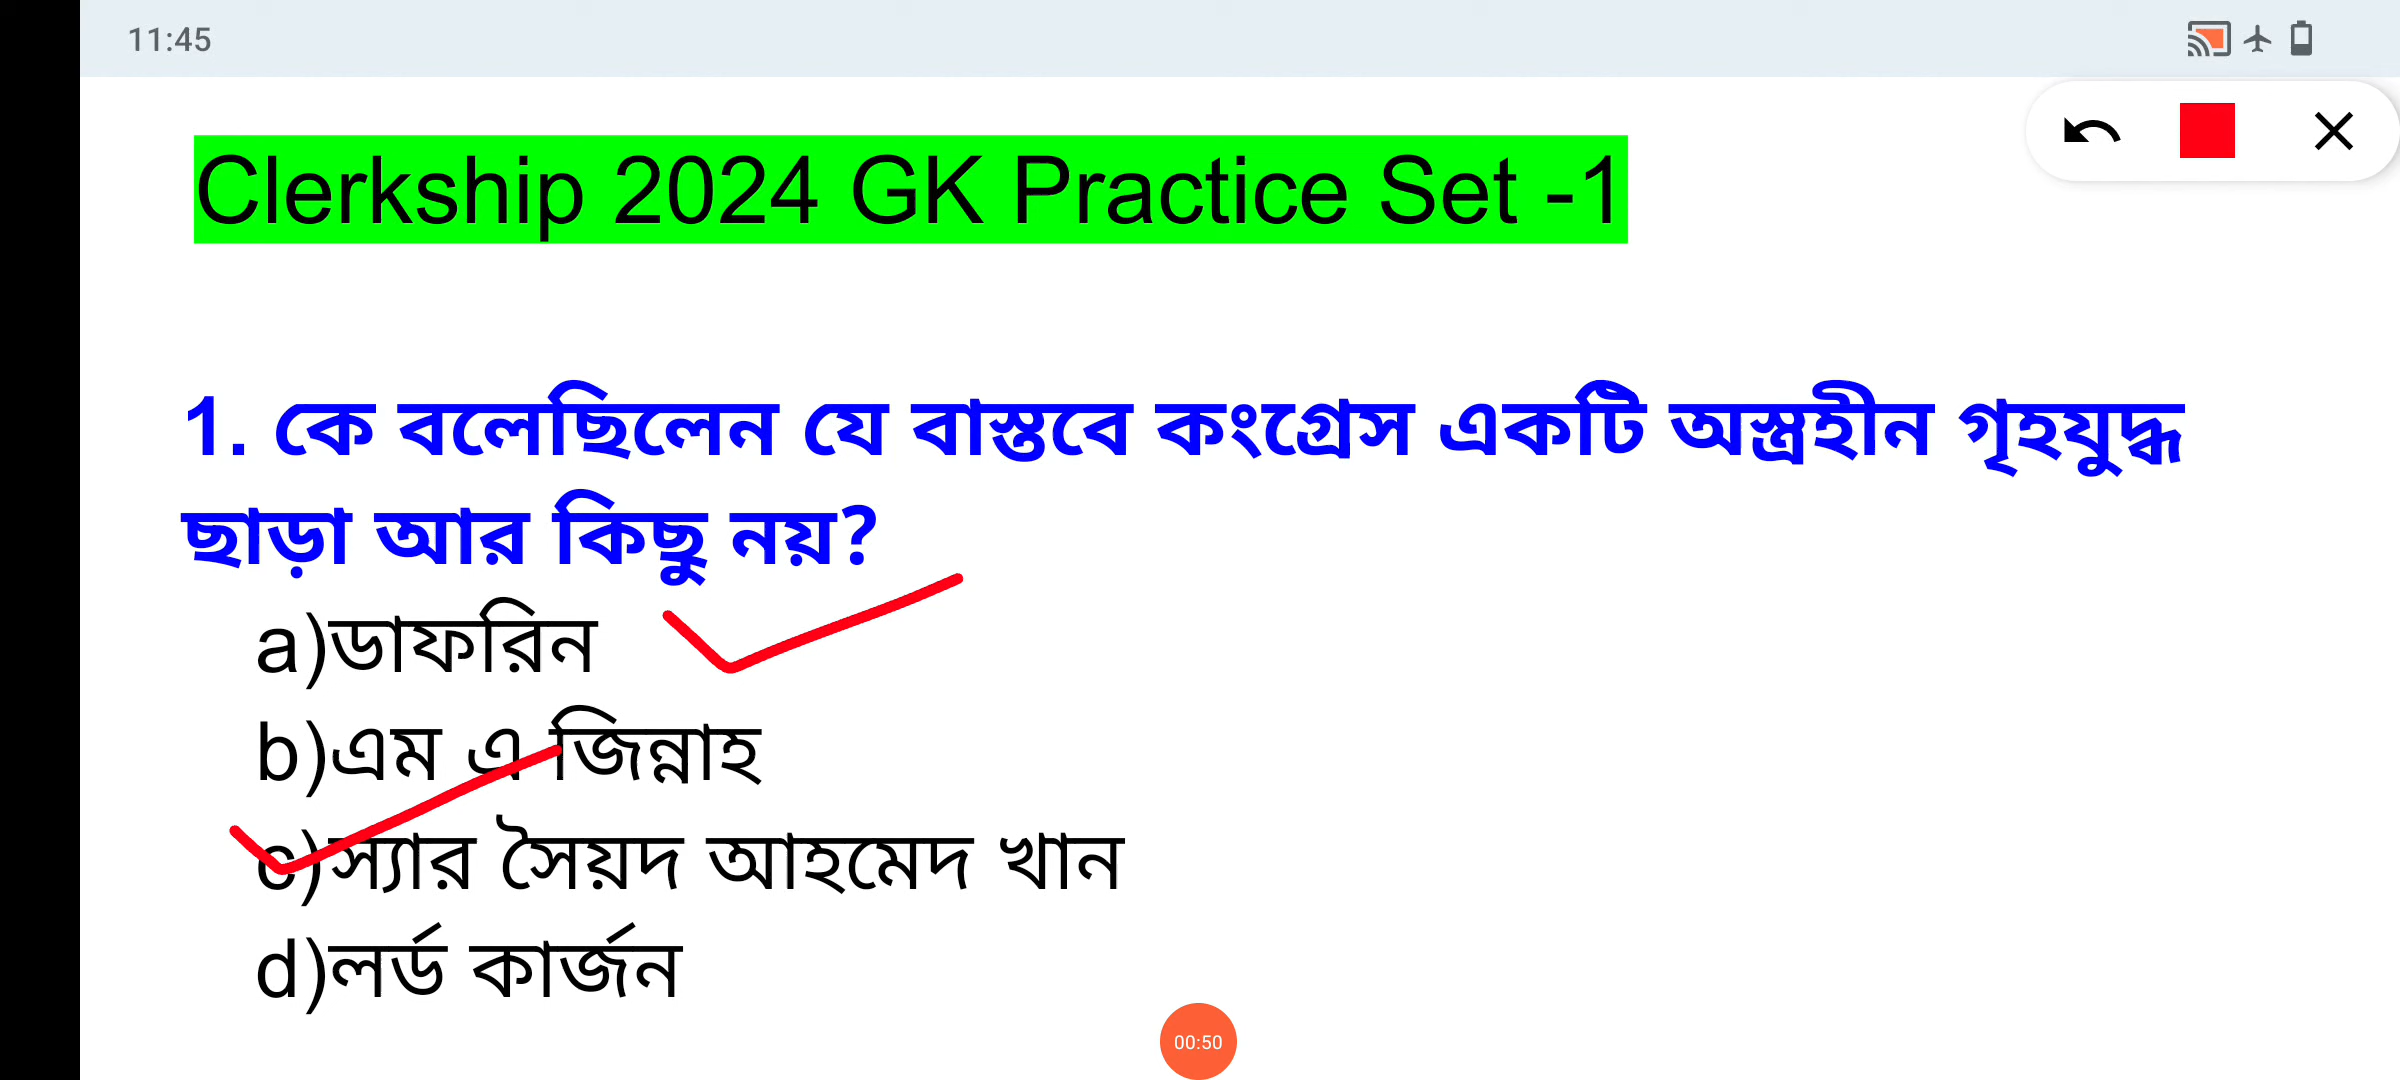 11:45
Clerkship 2024 GK Practice Set -1
1. কে বলেছিলেন যে বাস্তবে কংগ্রেস একটি অস্ত্রহীন গৃহযুদ্ধ
ছাড়া আর কিছু নয়?
a)ডাফরিন
b)এম এ জিন্নাহ
c)স্যার সৈয়দ আহমেদ খান
d)লর্ড কার্জন
00:50